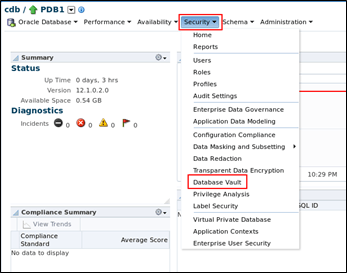 cdb / PDB1
Oracle Database Performance Availability Security Schema Administration
Summary
Status
Up Time 0 days, 3 hrs
Version 12.1.0.2.0
Available Space 0.54 GB
Diagnostics
Incidents 0 0 0 0
Compliance Summary
View Trends
Compliance Standard Average Score
No data to display
Home
Reports
Users
Roles
Profiles
Audit Settings
Enterprise Data Governance
Application Data Modeling
Configuration Compliance
Data Masking and Subsetting
Data Redaction
Transparent Data Encryption
Database Vault
Privilege Analysis
Label Security
Virtual Private Database
Application Contexts
Enterprise User Security
10:29 PM
SQL ID